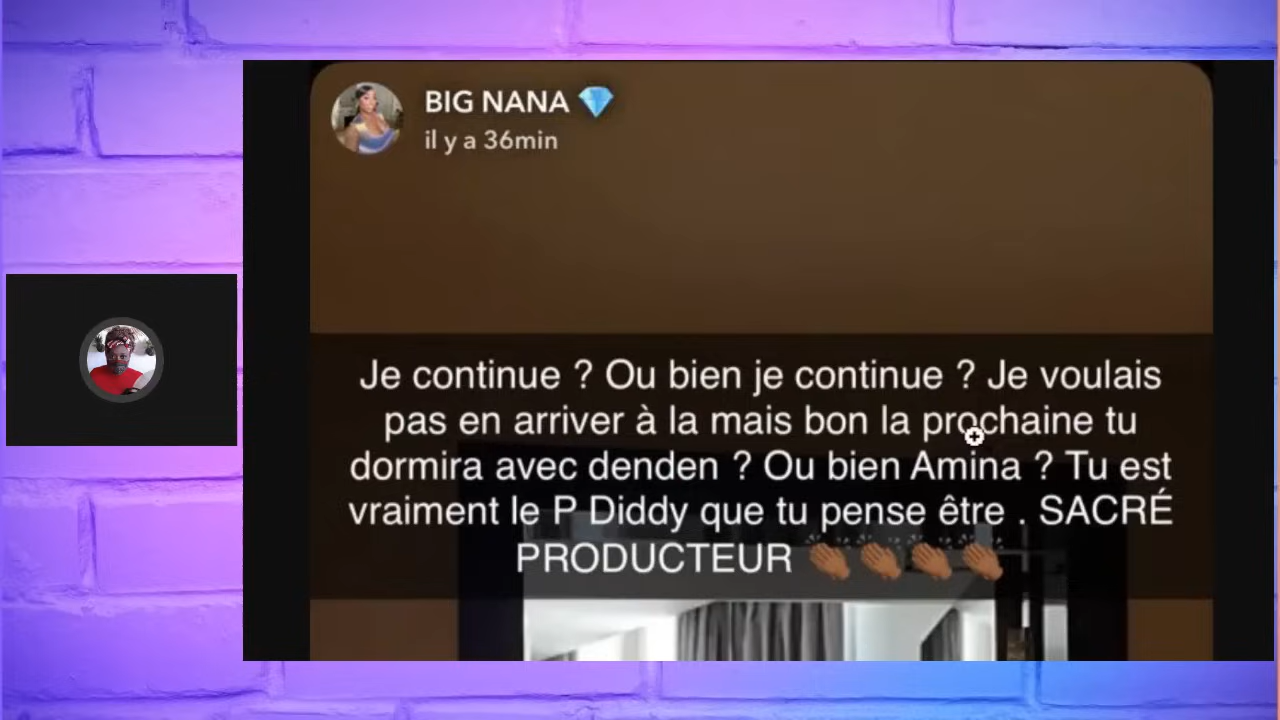 BIG NANA 💎
il y a 36min
Je continue ? Ou bien je continue ? Je voulais
pas en arriver à la mais bon la prochaine tu
dormira avec denden ? Ou bien Amina ? Tu est
vraiment le P Diddy que tu pense être . SACRÉ
PRODUCTEUR 👏🏾👏🏾👏🏾👏🏾